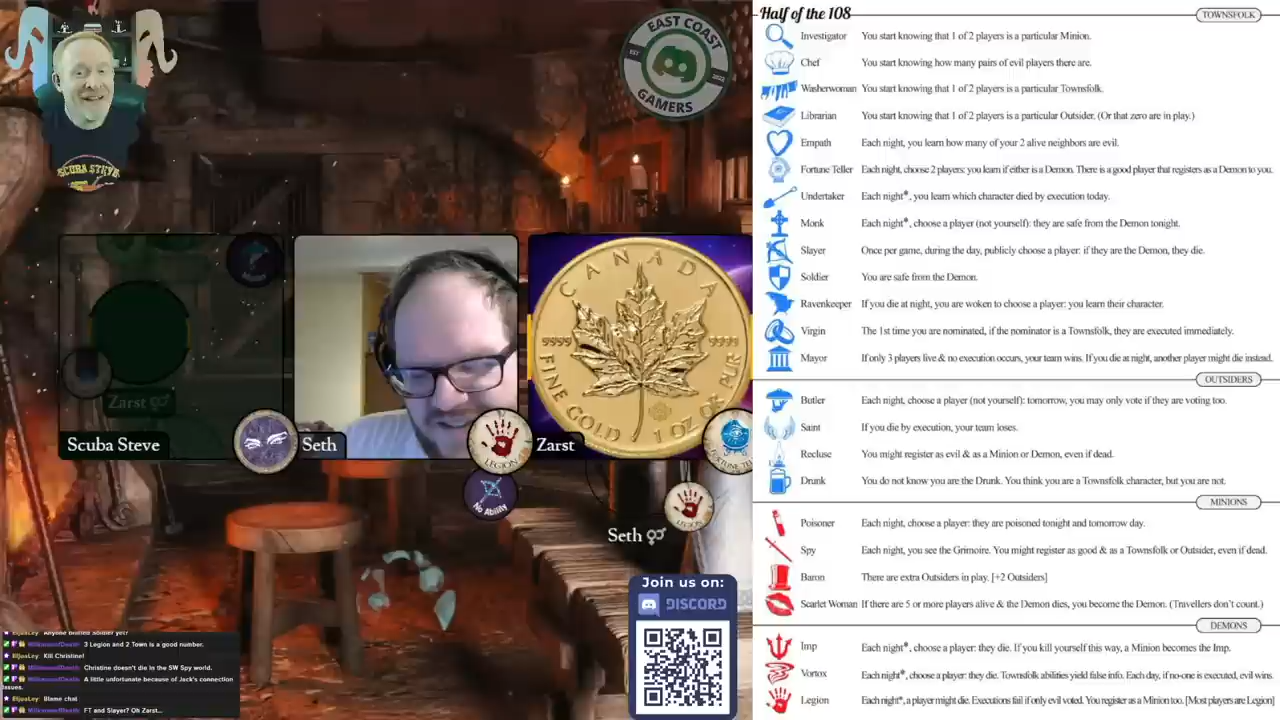 EAST COAST
EST
2022
GAMERS
SCUBA STEVE
CANADA
9999
9999
FINE GOLD 1 OZ OR PUR
Zarst
Scuba Steve
Seth
LEGION
Zarst
No Ability
LEGION
Seth
Join us on:
DISCORD
3 Legion and 2 Town is a good number.
Kill Christine!
Christine doesn't die in the SW Spy world.
A little unfortunate because of Jack's connection
issues.
Blame chat
FT and Slayer? Oh Zarst...
Half of the 108
TOWNSFOLK
Investigator You start knowing that 1 of 2 players is a particular Minion.
Chef You start knowing how many pairs of evil players there are.
Washerwoman You start knowing that 1 of 2 players is a particular Townsfolk.
Librarian You start knowing that 1 of 2 players is a particular Outsider. (Or that zero are in play.)
Empath Each night, you learn how many of your 2 alive neighbors are evil.
Fortune Teller Each night, choose 2 players: you learn if either is a Demon. There is a good player that registers as a Demon to you.
Undertaker Each night*, you learn which character died by execution today.
Monk Each night*, choose a player (not yourself): they are safe from the Demon tonight.
Slayer Once per game, during the day, publicly choose a player: if they are the Demon, they die.
Soldier You are safe from the Demon.
Ravenkeeper If you die at night, you are woken to choose a player: you learn their character.
Virgin The 1st time you are nominated, if the nominator is a Townsfolk, they are executed immediately.
Mayor If only 3 players live & no execution occurs, your team wins. If you die at night, another player might die instead.
OUTSIDERS
Butler Each night, choose a player (not yourself): tomorrow, you may only vote if they are voting too.
Saint If you die by execution, your team loses.
Recluse You might register as evil & as a Minion or Demon, even if dead.
Drunk You do not know you are the Drunk. You think you are a Townsfolk character, but you are not.
MINIONS
Poisoner Each night, choose a player: they are poisoned tonight and tomorrow day.
Spy Each night, you see the Grimoire. You might register as good & as a Townsfolk or Outsider, even if dead.
Baron There are extra Outsiders in play. [+2 Outsiders]
Scarlet Woman If there are 5 or more players alive & the Demon dies, you become the Demon. (Travellers don't count.)
DEMONS
Imp Each night*, choose a player: they die. If you kill yourself this way, a Minion becomes the Imp.
Vortox Each night*, choose a player: they die. Townsfolk abilities yield false info. Each day, if no-one is executed, evil wins.
Legion Each night*, a player might die. Executions fail if only evil voted. You register as a Minion too. [Most players are Legion]